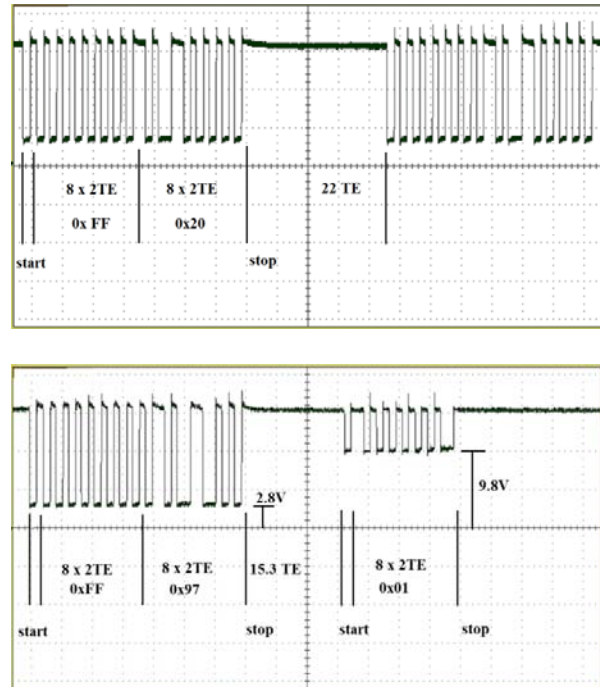 8 x 2TE 8 x 2TE 22 TE
0x FF 0x20
start stop
2.8V
9.8V
8 x 2TE 8 x 2TE 15.3 TE 8 x 2TE
0xFF 0x97 0x01
start stop start stop